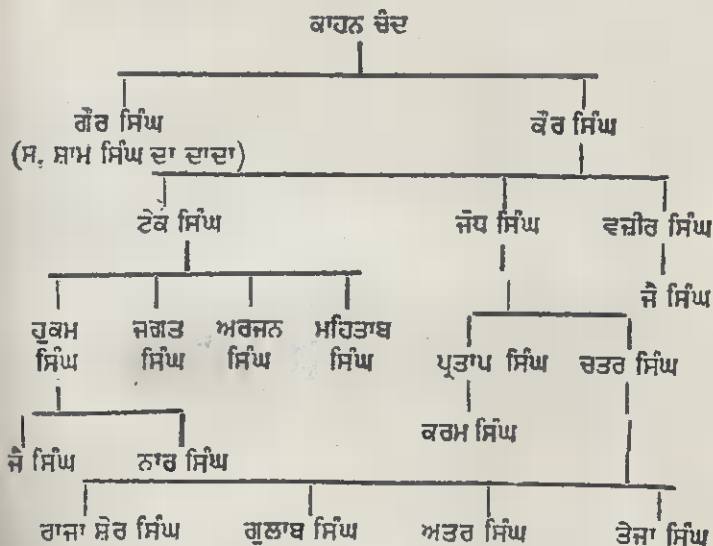 ਕਾਹਨ ਚੰਦ
ਗੌਰ ਸਿੰਘ
ਕੌਰ ਸਿੰਘ
(ਸ. ਸ਼ਾਮ ਸਿੰਘ ਦਾ ਦਾਦਾ)
ਟੇਕ ਸਿੰਘ
ਜੋਧ ਸਿੰਘ
ਵਜ਼ੀਰ ਸਿੰਘ
ਜੈ ਸਿੰਘ
ਹੁਕਮ
ਸਿੰਘ
ਜਗਤ
ਸਿੰਘ
ਅਰਜਨ
ਸਿੰਘ
ਮਹਿਤਾਬ
ਸਿੰਘ
ਪ੍ਰਤਾਪ ਸਿੰਘ
ਚਤਰ ਸਿੰਘ
ਕਰਮ ਸਿੰਘ
ਜੈ ਸਿੰਘ
ਨਾਰ ਸਿੰਘ
ਰਾਜਾ ਸ਼ੇਰ ਸਿੰਘ
ਗੁਲਾਬ ਸਿੰਘ
ਅਤਰ ਸਿੰਘ
ਤੇਜਾ ਸਿੰਘ